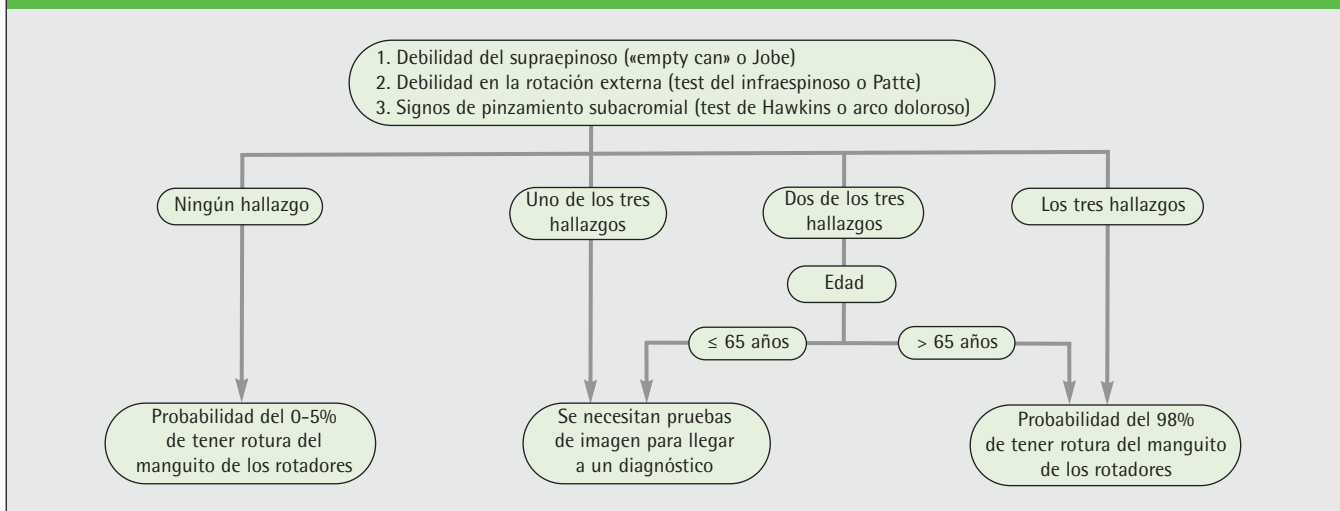 1. Debilidad del supraepinoso («empty can» o Jobe)
2. Debilidad en la rotación externa (test del infraespinoso o Patte)
3. Signos de pinzamiento subacromial (test de Hawkins o arco doloroso)
Ningún hallazgo
Uno de los tres
hallazgos
Dos de los tres
hallazgos
Los tres hallazgos
Edad
≤ 65 años
> 65 años
Probabilidad del 0-5%
de tener rotura del
manguito de los rotadores
Se necesitan pruebas
de imagen para llegar
a un diagnóstico
Probabilidad del 98%
de tener rotura del manguito
de los rotadores